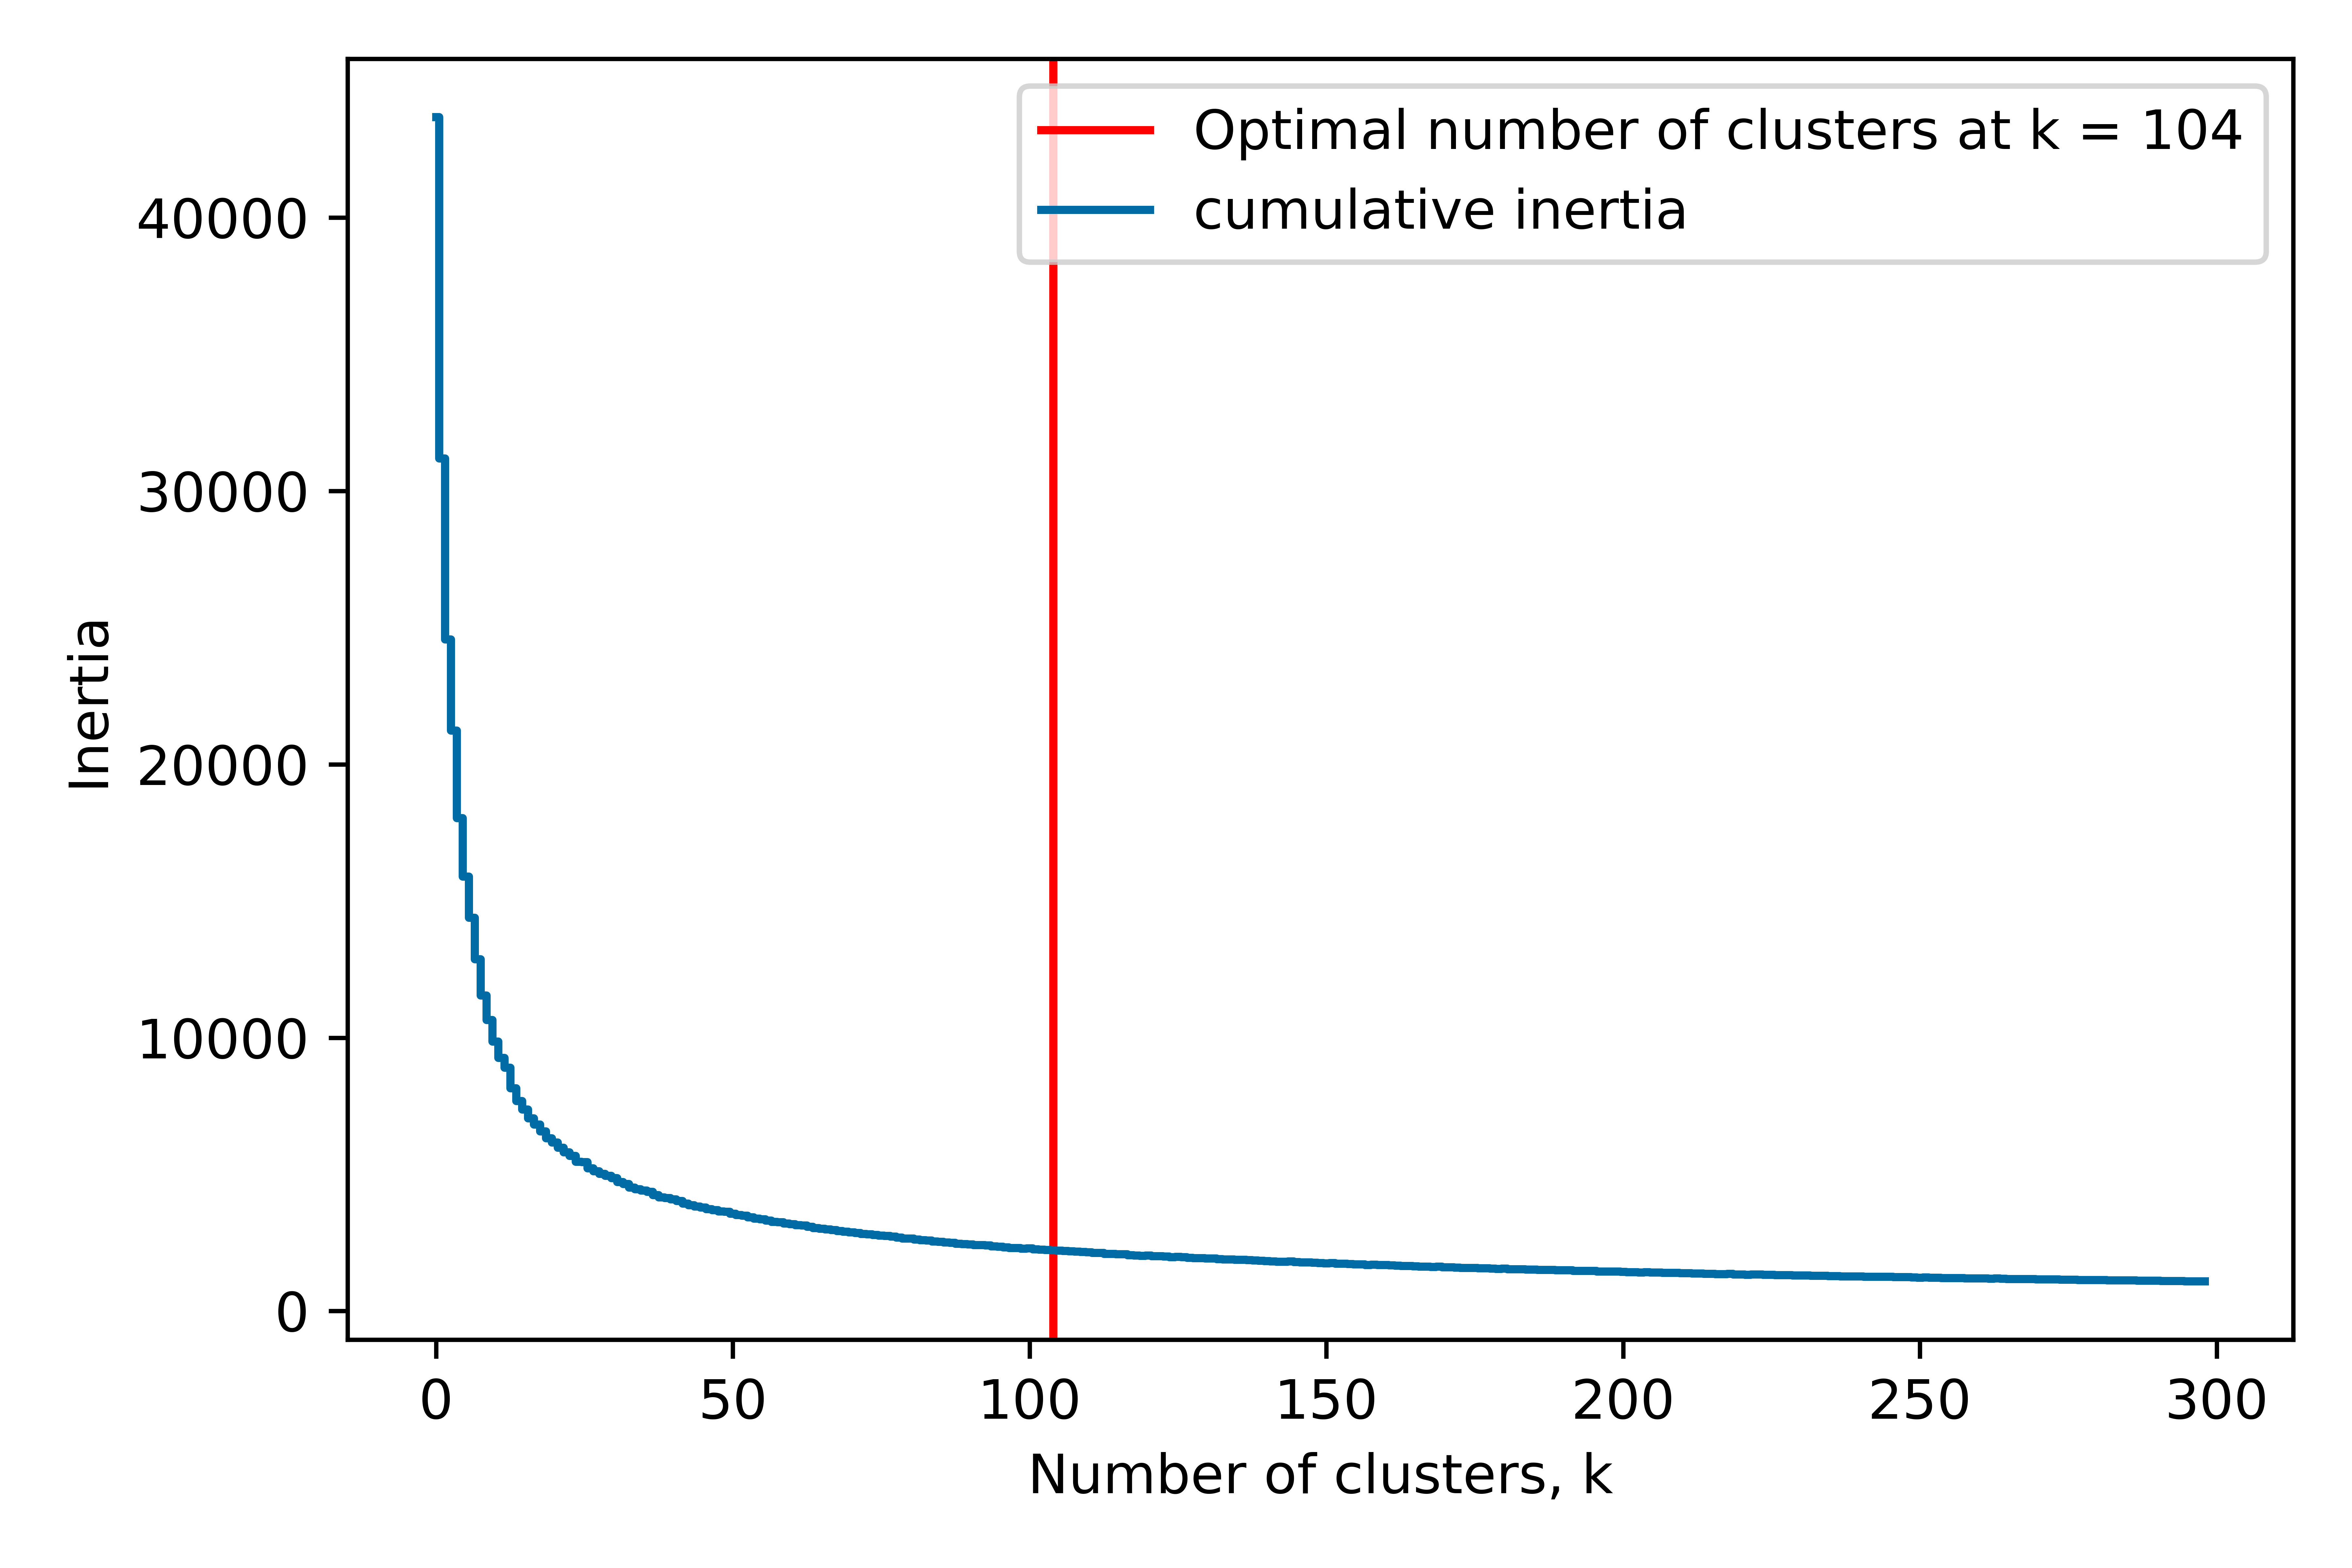 Optimal number of clusters at k = 104
cumulative inertia
40000
30000
20000
10000
0
Inertia
0 50 100 150 200 250 300
Number of clusters, k